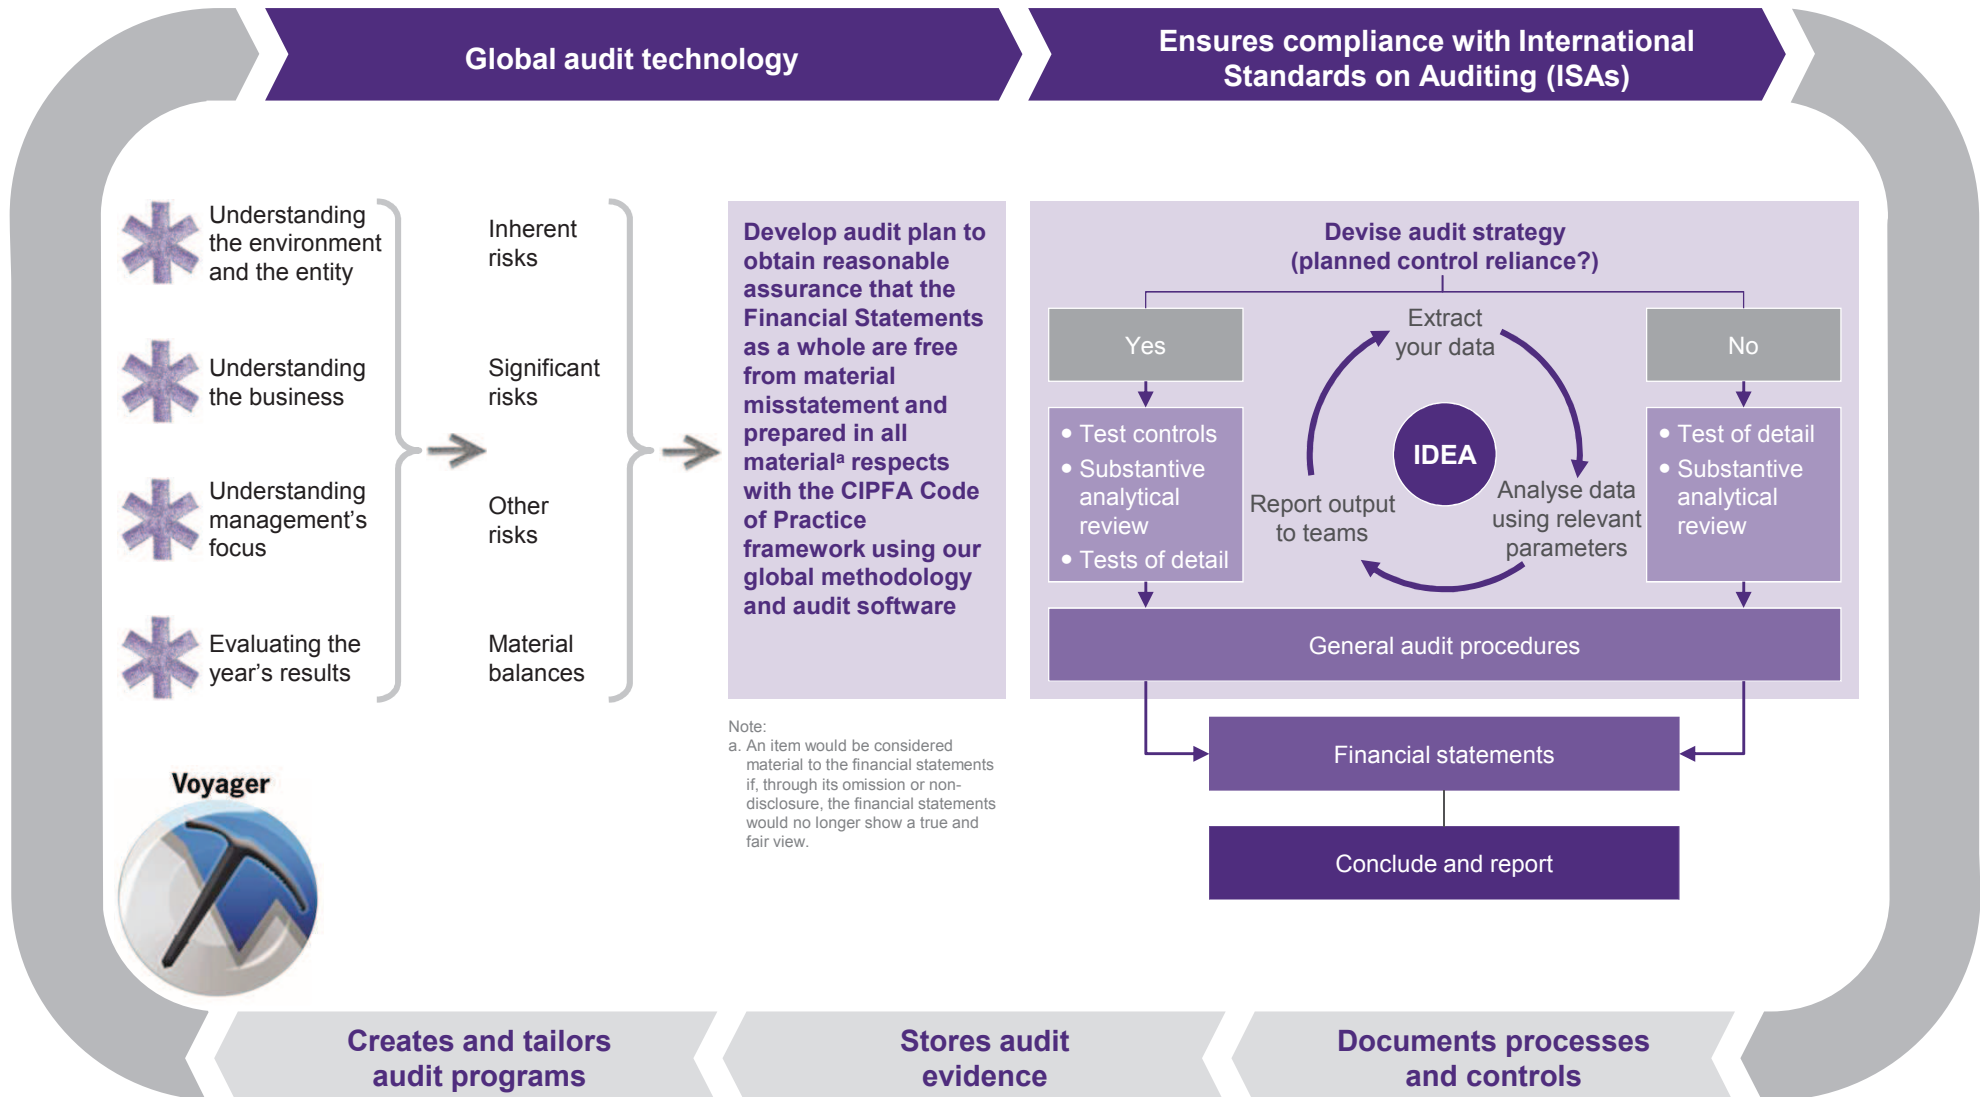 Global audit technology
Ensures compliance with International
Standards on Auditing (ISAs)
Understanding
the environment
and the entity
Understanding
the business
Understanding
management's
focus
Evaluating the
year's results
Inherent
risks
Significant
risks
Other
risks
Material
balances
Develop audit plan to
obtain reasonable
assurance that the
Financial Statements
as a whole are free
from material
misstatement and
prepared in all
materialᵃ respects
with the CIPFA Code
of Practice
framework using our
global methodology
and audit software
Note:
a. An item would be considered
material to the financial statements
if, through its omission or non-
disclosure, the financial statements
would no longer show a true and
fair view.
Devise audit strategy
(planned control reliance?)
Yes
• Test controls
• Substantive
analytical
review
• Tests of detail
Extract
your data
IDEA
Analyse data
using relevant
parameters
Report output
to teams
No
• Test of detail
• Substantive
analytical
review
General audit procedures
Financial statements
Conclude and report
Voyager
Creates and tailors
audit programs
Stores audit
evidence
Documents processes
and controls